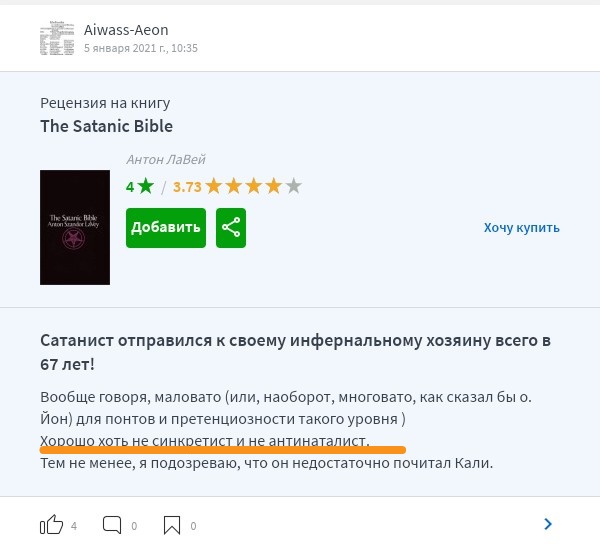 Aiwass-Aeon
5 января 2021 г., 10:35
Рецензия на книгу
The Satanic Bible
Антон ЛаВей
4 / 3.73
The Satanic Bible
Anton Szandor LaVey
Добавить
Хочу купить
Сатанист отправился к своему инфернальному хозяину всего в
67 лет!
Вообще говоря, маловато (или, наоборот, многовато, как сказал бы о.
Йон) для понтов и претенциозности такого уровня )
Хорошо хоть не синкретист и не антинаталист.
Тем не менее, я подозреваю, что он недостаточно почитал Кали.
4 0 0